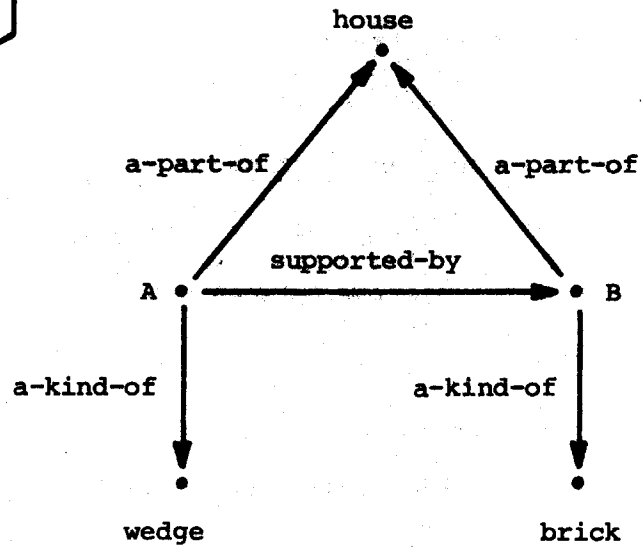 house
a-part-of
a-part-of
supported-by
A
B
a-kind-of
a-kind-of
wedge
brick